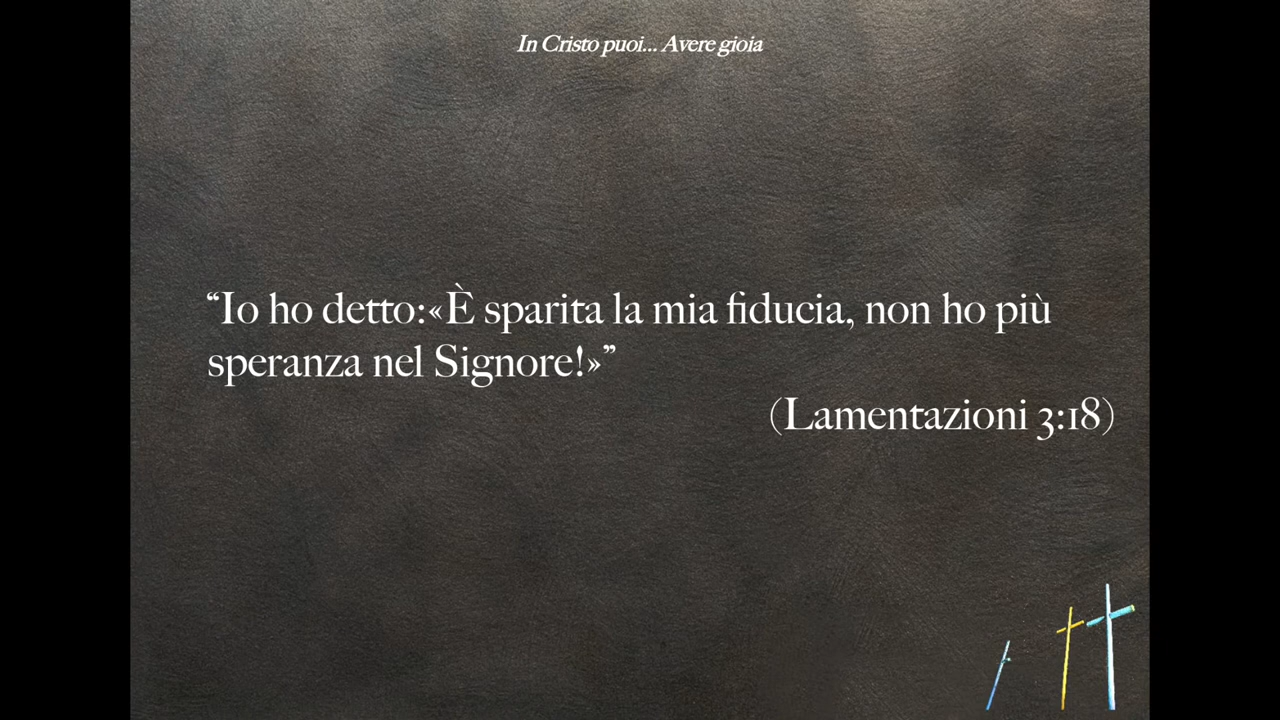 In Cristo puoi... Avere gioia
“Io ho detto:«È sparita la mia fiducia, non ho più
speranza nel Signore!»”
(Lamentazioni 3:18)